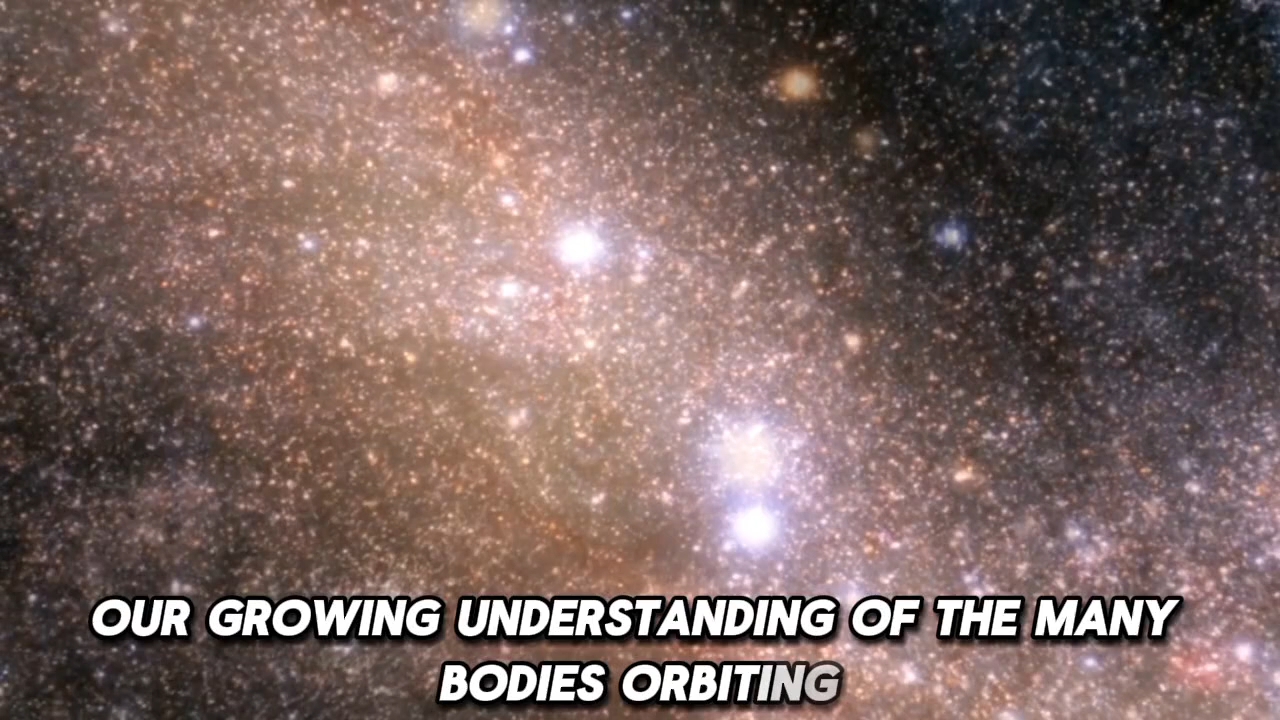 OUR GROWING UNDERSTANDING OF THE MANY
BODIES ORBITING